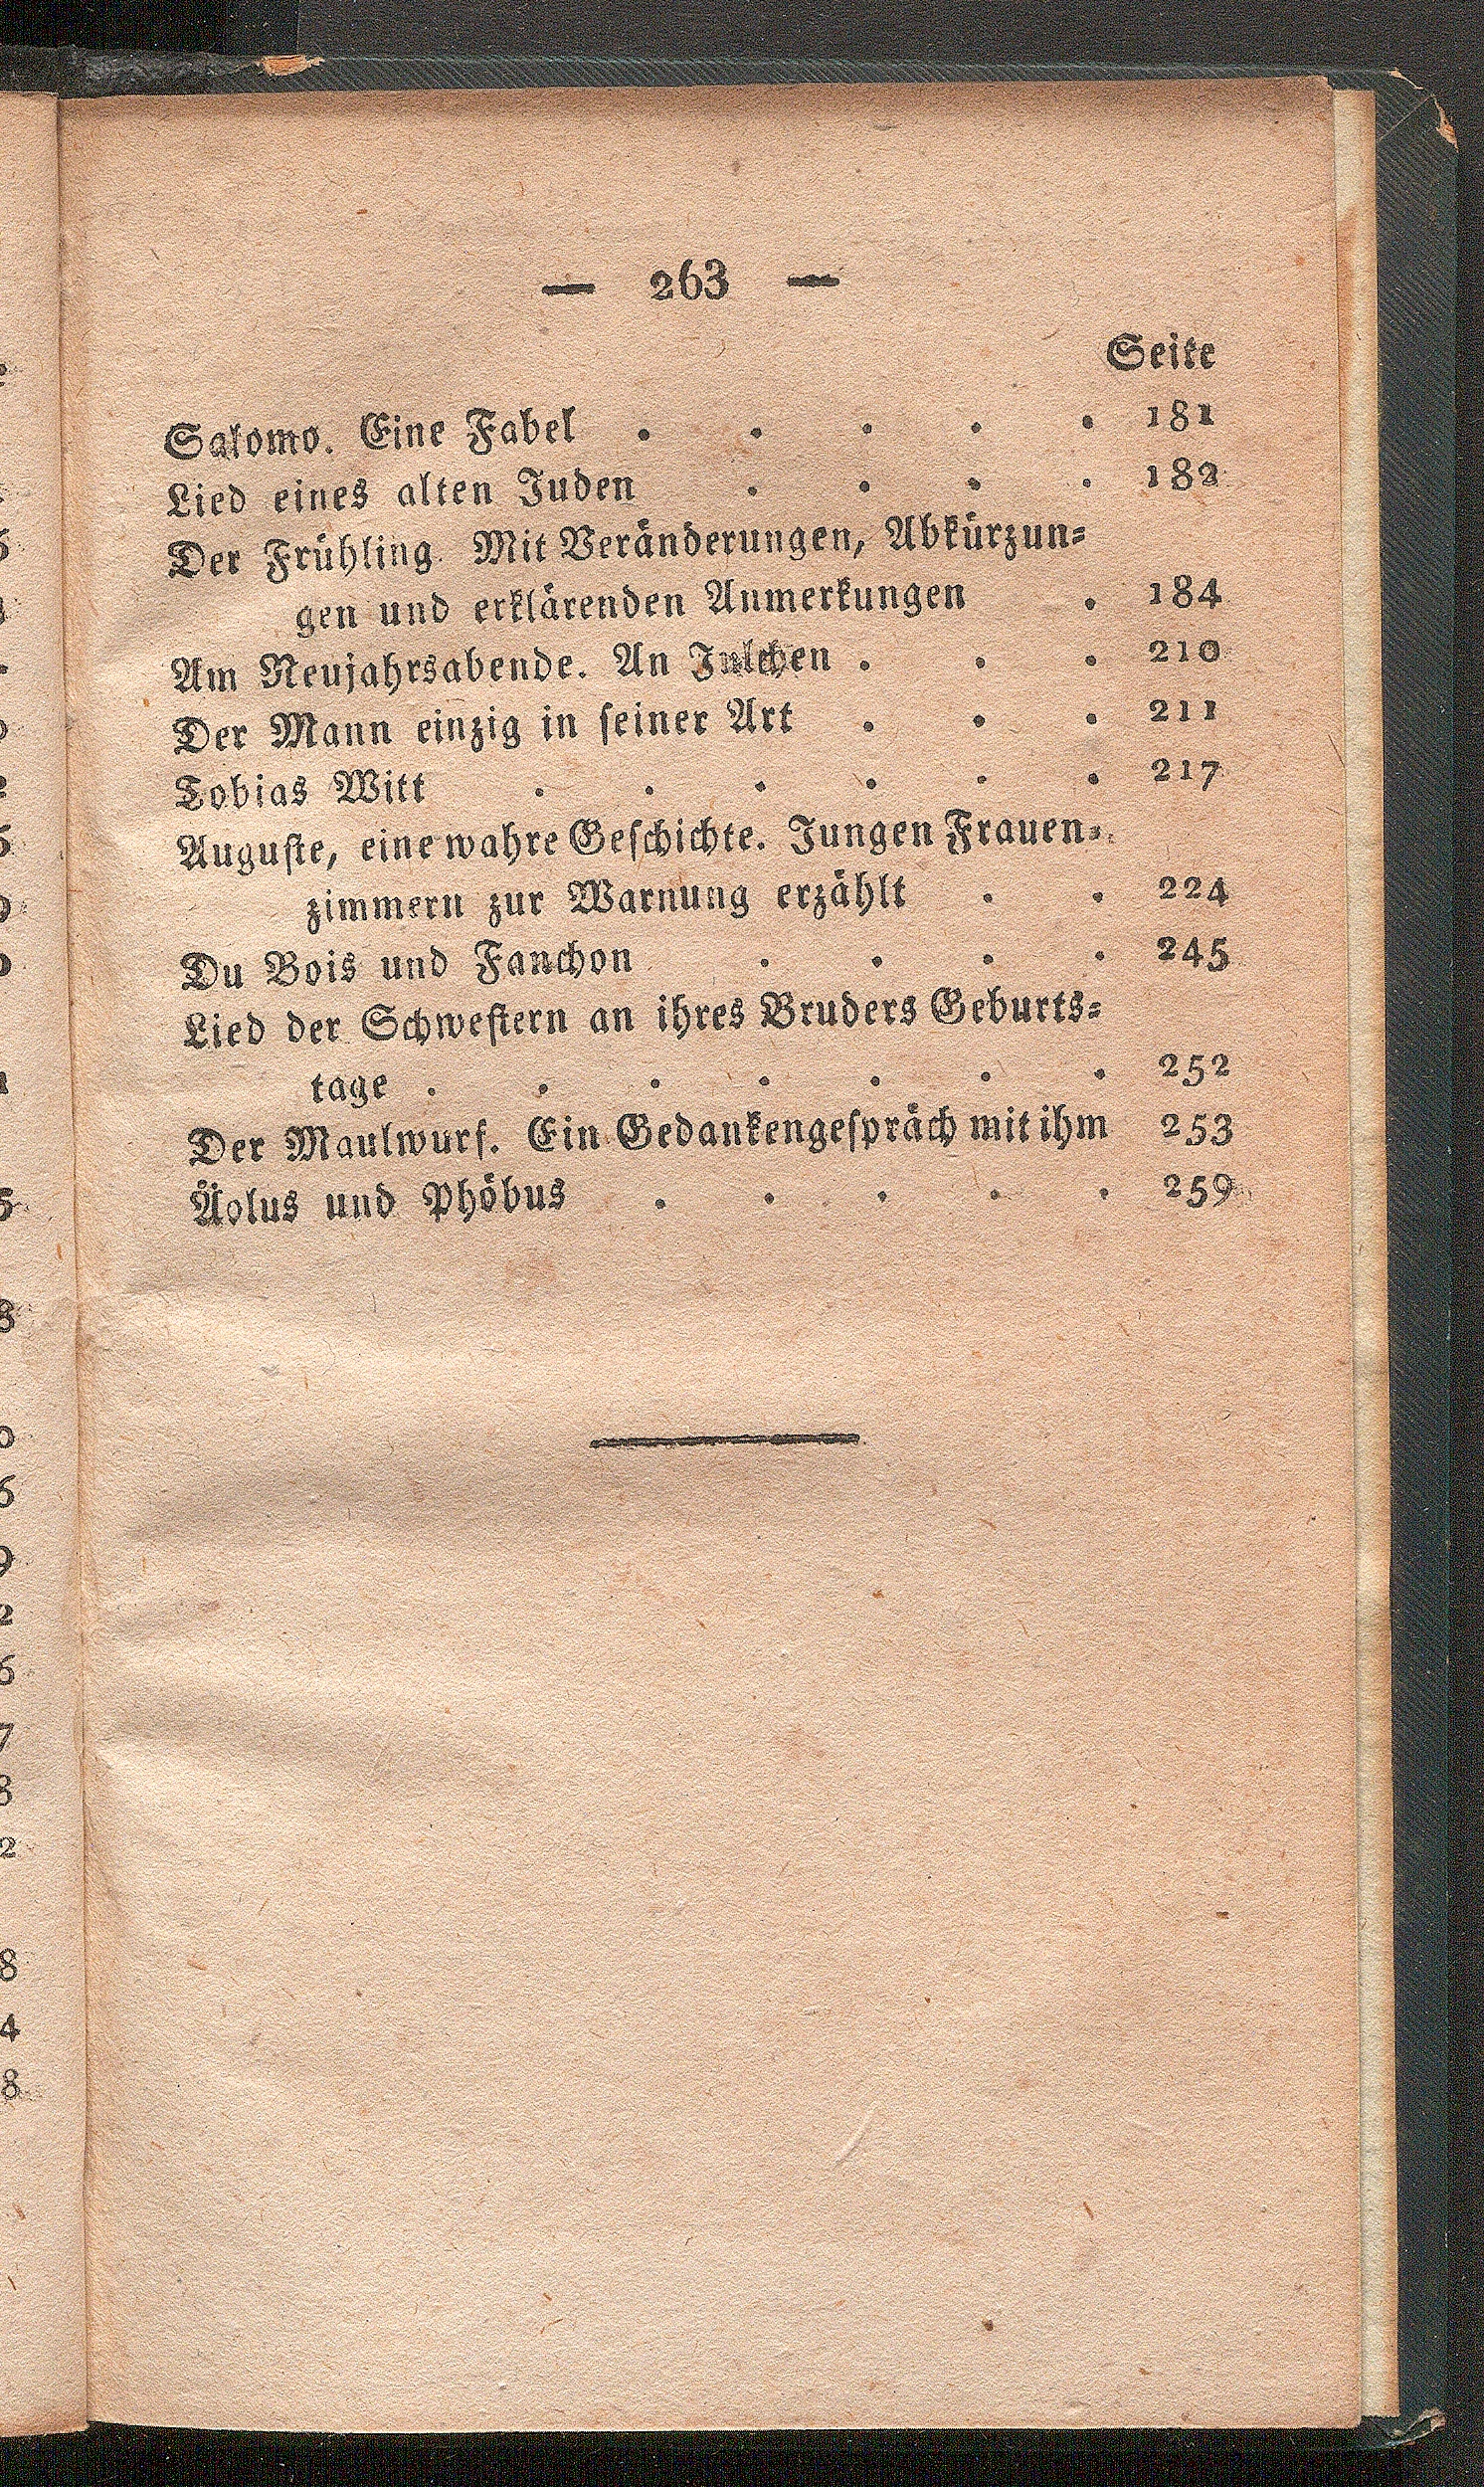 — 263 —
Seite
Salomo. Eine Fabel . . . . . 181
Lied eines alten Juden . . . . 182
Der Frühling. Mit Veränderungen, Abkürzun⸗
gen und erklärenden Anmerkungen . 184
Am Neujahrsabende. An Julchen . . . 210
Der Mann einzig in ſeiner Art . . . 211
Tobias Witt . . . . . . 217
Auguſte, eine wahre Geſchichte. Jungen Frauen⸗
zimmern zur Warnung erzählt . . 224
Du Bois und Fanchon . . . . 245
Lied der Schweſtern an ihres Bruders Geburts⸗
tage . . . . . . . 252
Der Maulwurf. Ein Gedankengeſpräch mit ihm 253
Äolus und Phöbus . . . . . 259